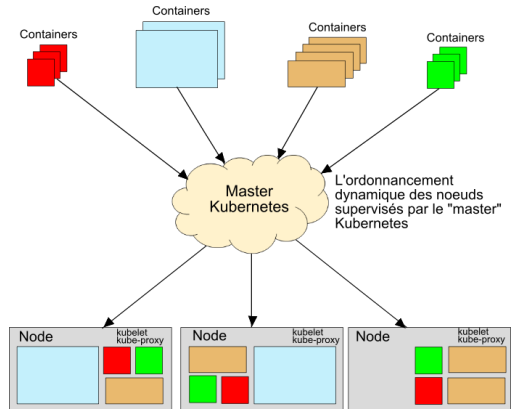 Containers
Containers
Containers
Containers
Master
Kubernetes
L'ordonnancement
dynamique des noeuds
supervisés par le "master"
Kubernetes
Node
kubelet
kube-proxy
Node
kubelet
kube-proxy
Node
kubelet
kube-proxy